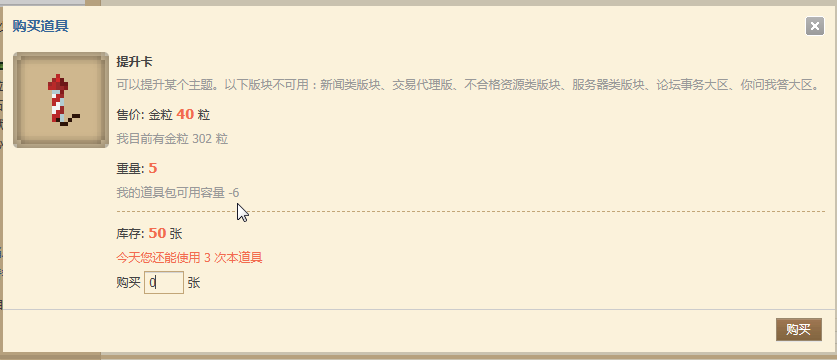 购买道具
提升卡
可以提升某个主题。以下版块不可用：新闻类版块、交易代理版、不合格资源类版块、服务器类版块、论坛事务大区、你问我答大区。
售价: 金粒 40 粒
我目前有金粒 302 粒
重量: 5
我的道具包可用容量 -6
库存: 50 张
今天您还能使用 3 次本道具
购买 0 张
购买